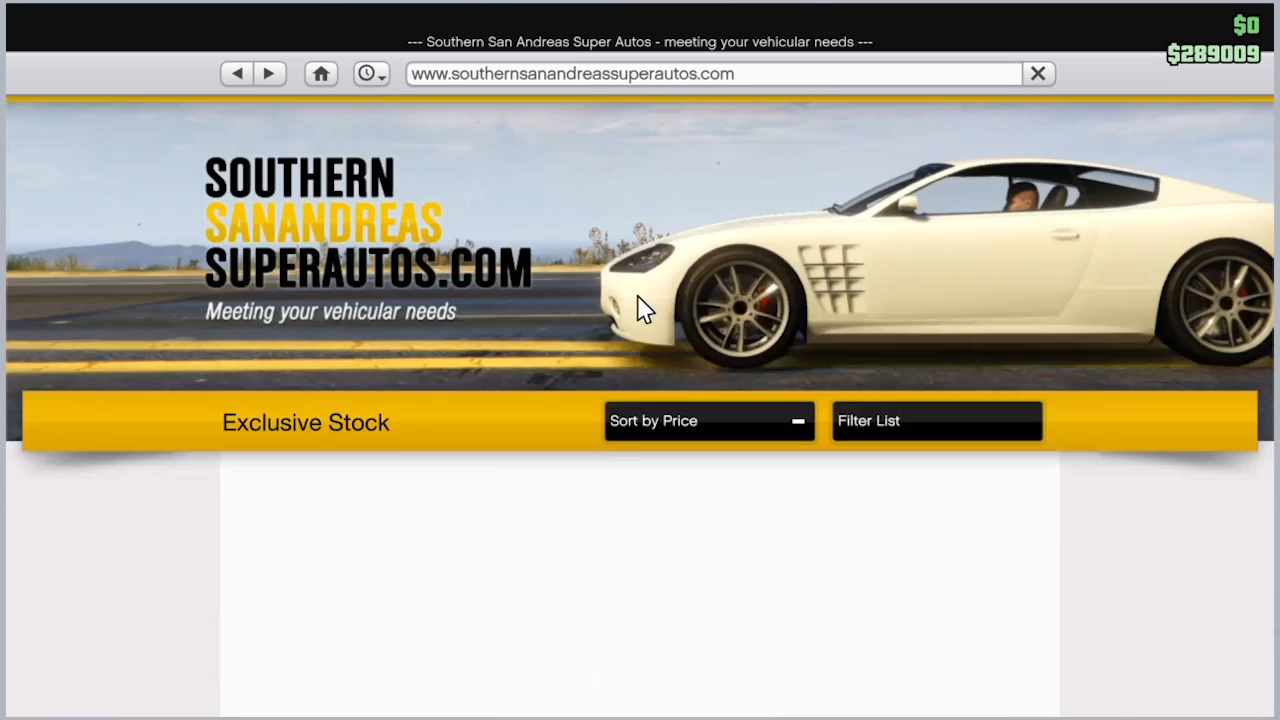 $0
--- Southern San Andreas Super Autos - meeting your vehicular needs ---
$289009
www.southernsanandreassuperautos.com
SOUTHERN
SANANDREAS
SUPERAUTOS.COM
Meeting your vehicular needs
Exclusive Stock
Sort by Price
Filter List